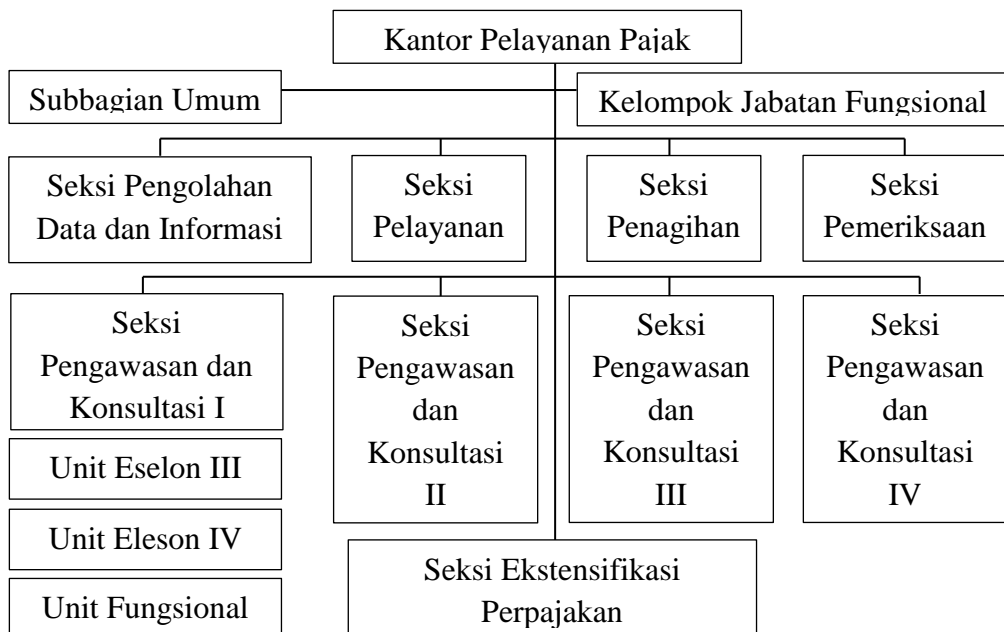 Kantor Pelayanan Pajak
Subbagian Umum
Kelompok Jabatan Fungsional
Seksi Pengolahan
Data dan Informasi
Seksi
Pelayanan
Seksi
Penagihan
Seksi
Pemeriksaan
Seksi
Pengawasan dan
Konsultasi I
Seksi
Pengawasan
dan
Konsultasi
II
Seksi
Pengawasan
dan
Konsultasi
III
Seksi
Pengawasan
dan
Konsultasi
IV
Unit Eselon III
Unit Eleson IV
Unit Fungsional
Seksi Ekstensifikasi
Perpajakan